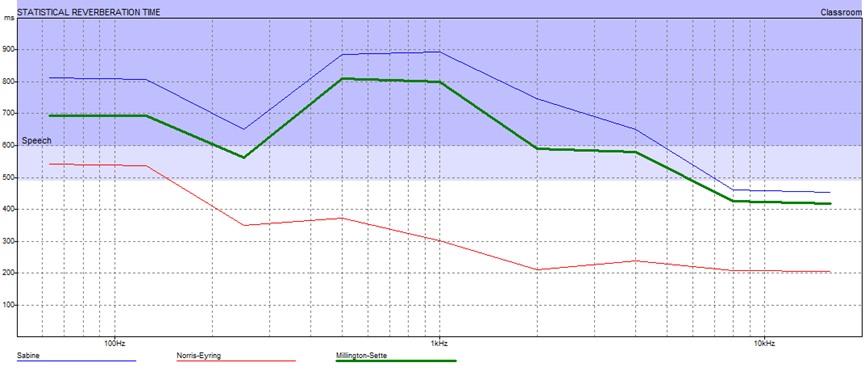 STATISTICAL REVERBERATION TIME Classroom
ms
900
800
700
600
Speech
500
400
300
200
100
100Hz 1kHz 10kHz
Sabine Norris-Eyring Millington-Sette